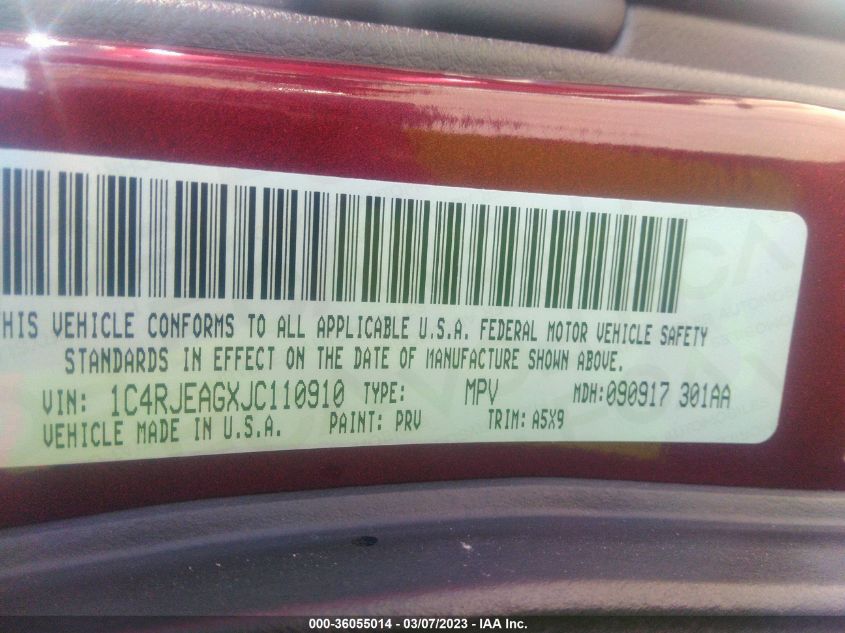 HIS VEHICLE CONFORMS TO ALL APPLICABLE U.S.A. FEDERAL MOTOR VEHICLE SAFETY
STANDARDS IN EFFECT ON THE DATE OF MANUFACTURE SHOWN ABOVE.
VIN: 1C4RJEAGXJC110910 TYPE: MPV MDH:090917 301AA
VEHICLE MADE IN U.S.A. PAINT: PRV TRIM: A5X9
000-36055014 - 03/07/2023 - IAA Inc.